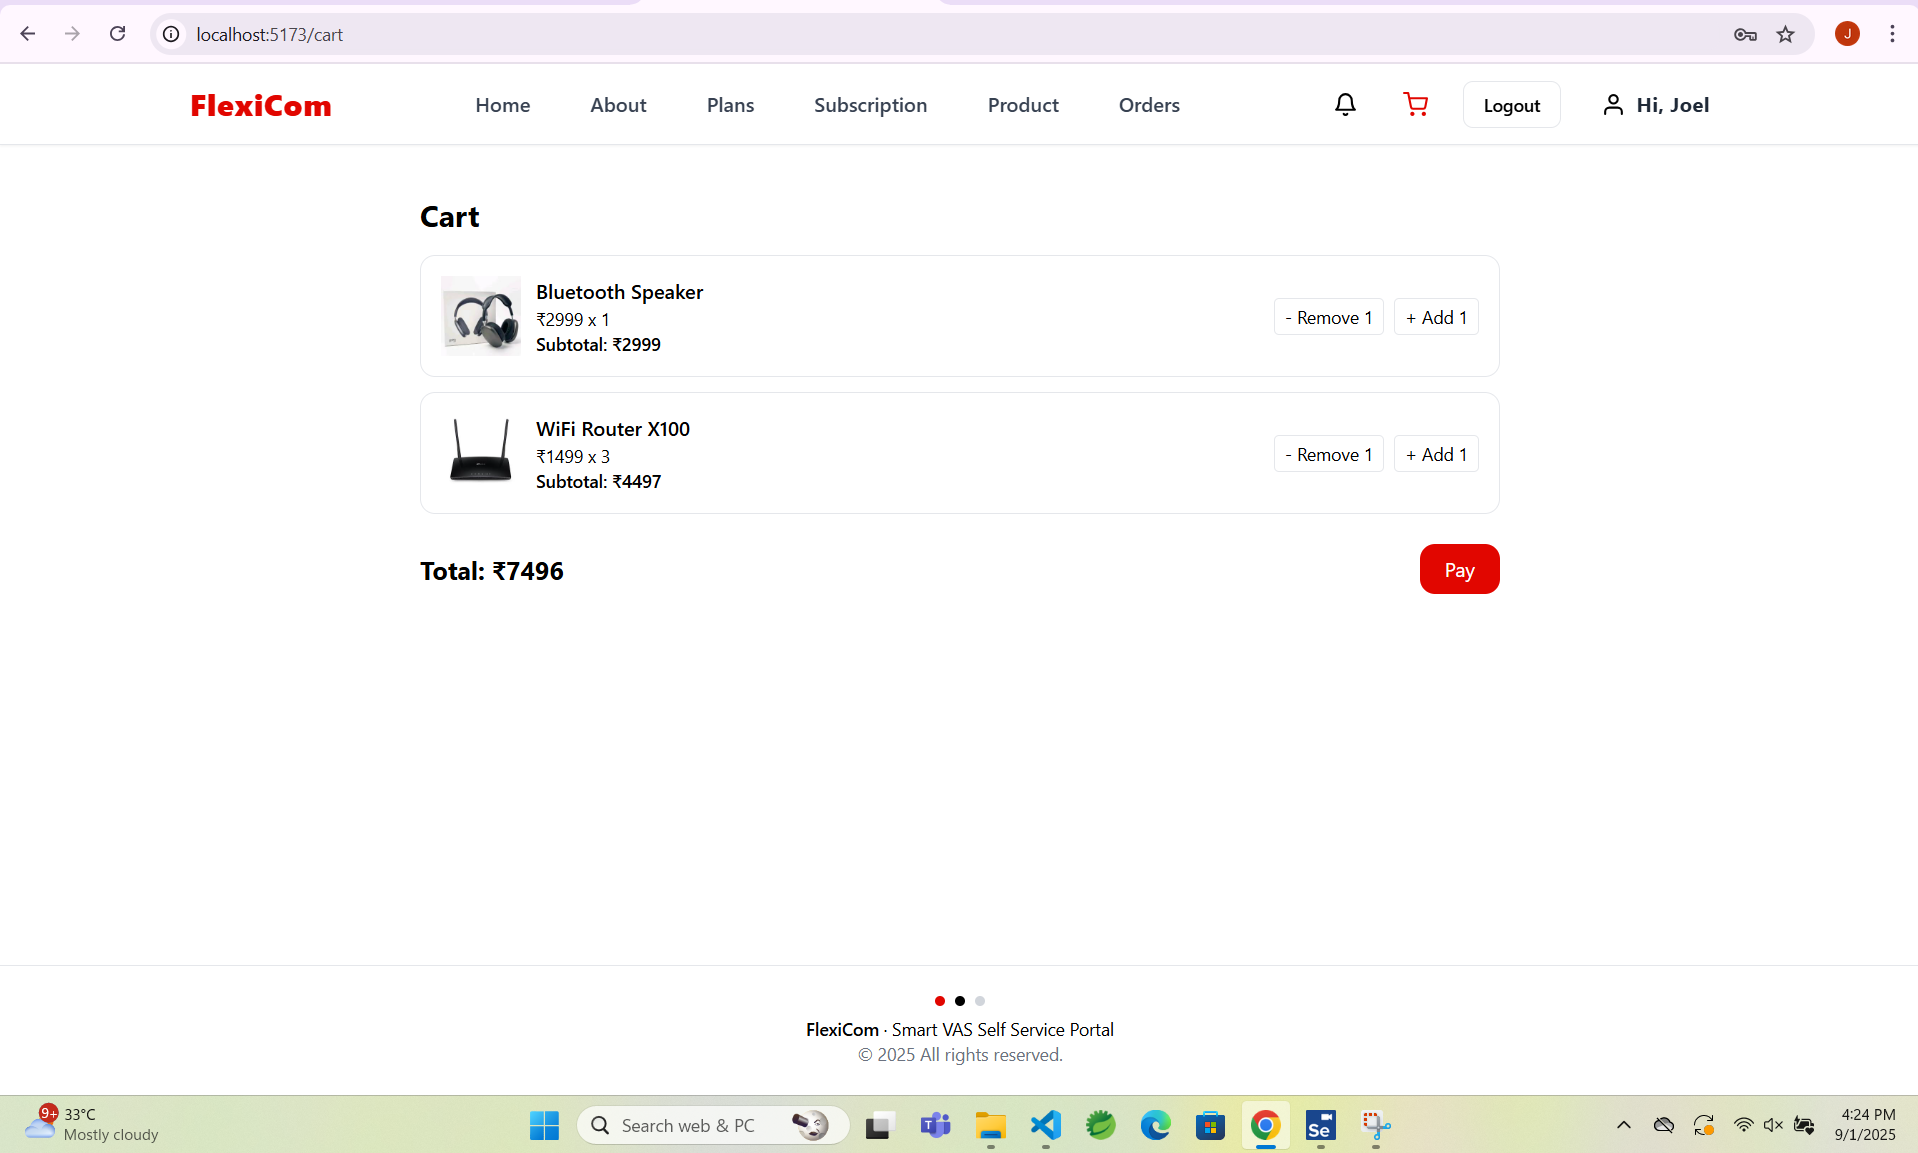 localhost:5173/cart
J
FlexiCom
Home
About
Plans
Subscription
Product
Orders
Logout
Hi, Joel
Cart
Bluetooth Speaker
₹2999 x 1
Subtotal: ₹2999
- Remove 1
+ Add 1
WiFi Router X100
₹1499 x 3
Subtotal: ₹4497
- Remove 1
+ Add 1
Total: ₹7496
Pay
FlexiCom · Smart VAS Self Service Portal
© 2025 All rights reserved.
9+
33°C
Mostly cloudy
Search web & PC
T
Se
4:24 PM
9/1/2025